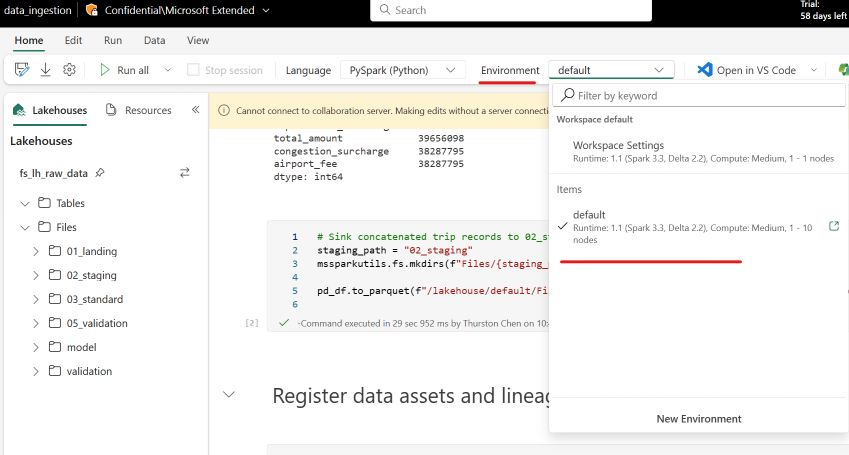 data_ingestion
Confidential\Microsoft Extended
Search
Trial:
58 days left
Home
Edit
Run
Data
View
Run all
Stop session
Language
PySpark (Python)
Environment
default
Open in VS Code
Lakehouses
Resources
Cannot connect to collaboration server. Making edits without a server connecti
Filter by keyword
Workspace default
Workspace Settings
Runtime: 1.1 (Spark 3.3, Delta 2.2), Compute: Medium, 1 - 1 nodes
Items
default
Runtime: 1.1 (Spark 3.3, Delta 2.2), Compute: Medium, 1 - 10
nodes
New Environment
Lakehouses
fs_lh_raw_data
Tables
Files
01_landing
02_staging
03_standard
05_validation
model
validation
total_amount 39656098
congestion_surcharge 38287795
airport_fee 38287795
dtype: int64
1 # Sink concatenated trip records to 02_st
2 staging_path = "02_staging"
3 mssparkutils.fs.mkdirs(f"Files/{staging_
4
5 pd_df.to_parquet(f"/lakehouse/default/Fi
6
[2]
-Command executed in 29 sec 952 ms by Thurston Chen on 10:
Register data assets and lineag